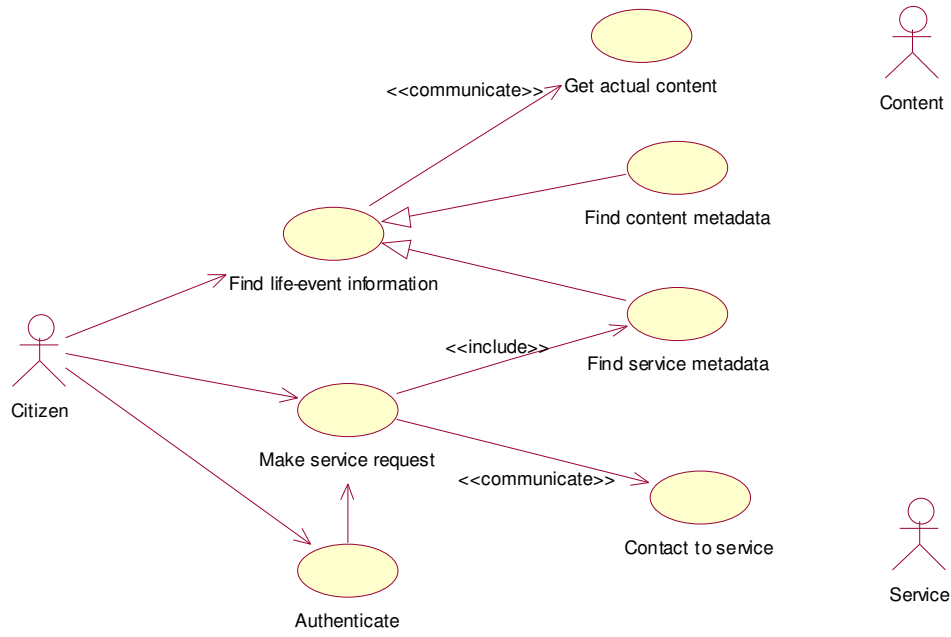 <<communicate>>
Get actual content
Content
Find content metadata
Find life-event information
<<include>>
Find service metadata
Citizen
Make service request
<<communicate>>
Contact to service
Service
Authenticate